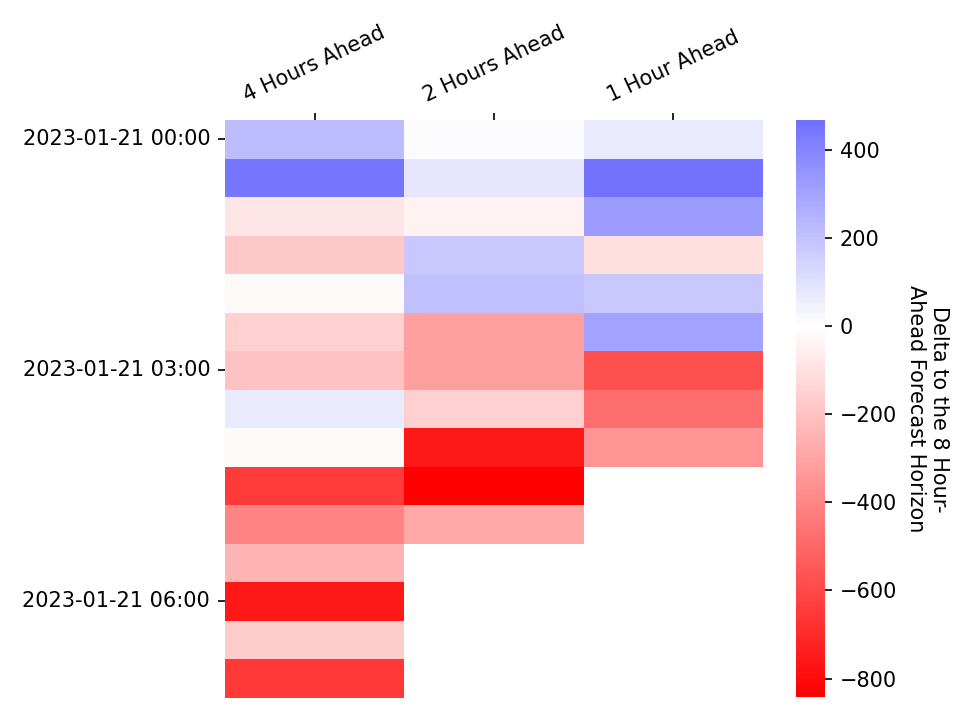 4 Hours Ahead
2 Hours Ahead
1 Hour Ahead
2023-01-21 00:00
2023-01-21 03:00
2023-01-21 06:00
400
200
0
−200
−400
−600
−800
Delta to the 8 Hour-
Ahead Forecast Horizon